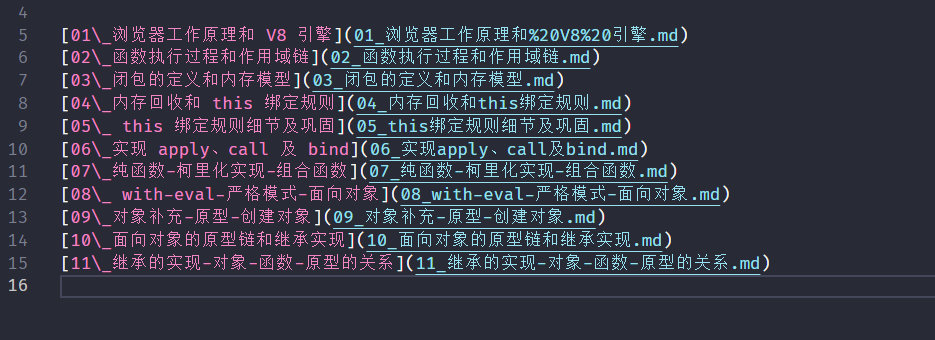 4
5 [01\_浏览器工作原理和 V8 引擎](01_浏览器工作原理和%20V8%20引擎.md)
6 [02\_函数执行过程和作用域链](02_函数执行过程和作用域链.md)
7 [03\_闭包的定义和内存模型](03_闭包的定义和内存模型.md)
8 [04\_内存回收和 this 绑定规则](04_内存回收和this绑定规则.md)
9 [05\_ this 绑定规则细节及巩固](05_this绑定规则细节及巩固.md)
10 [06\_实现 apply、call 及 bind](06_实现apply、call及bind.md)
11 [07\_纯函数-柯里化实现-组合函数](07_纯函数-柯里化实现-组合函数.md)
12 [08\_ with-eval-严格模式-面向对象](08_with-eval-严格模式-面向对象.md)
13 [09\_对象补充-原型-创建对象](09_对象补充-原型-创建对象.md)
14 [10\_面向对象的原型链和继承实现](10_面向对象的原型链和继承实现.md)
15 [11\_继承的实现-对象-函数-原型的关系](11_继承的实现-对象-函数-原型的关系.md)
16